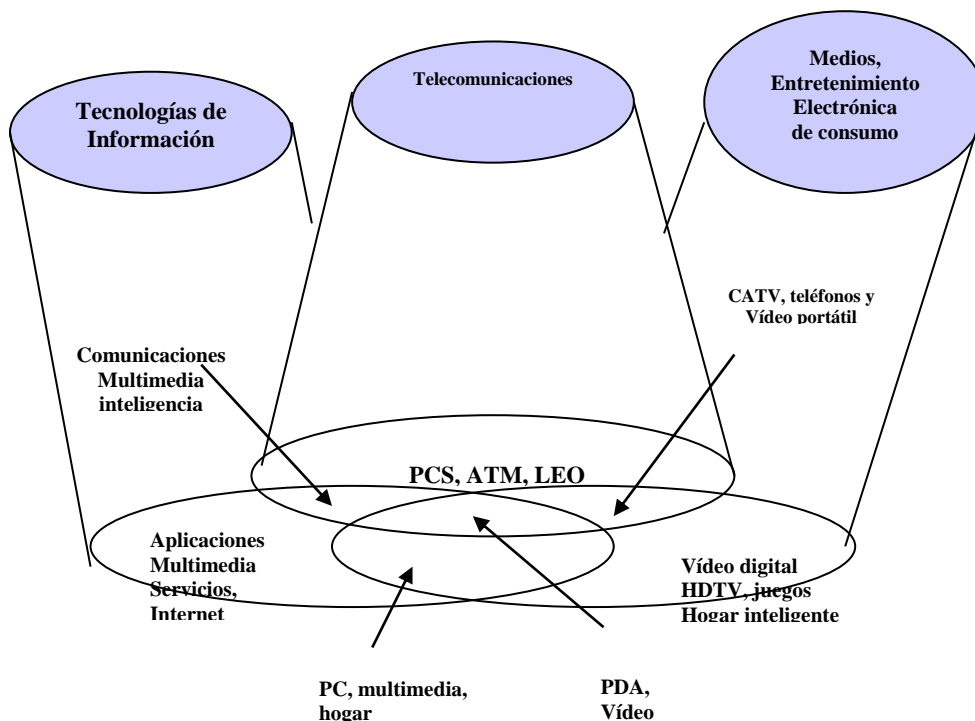 Tecnologías de
Información
Telecomunicaciones
Medios,
Entretenimiento
Electrónica
de consumo
CATV, teléfonos y
Vídeo portátil
Comunicaciones
Multimedia
inteligencia
PCS, ATM, LEO
Aplicaciones
Multimedia
Servicios,
Internet
Vídeo digital
HDTV, juegos
Hogar inteligente
PC, multimedia,
hogar
PDA,
Vídeo